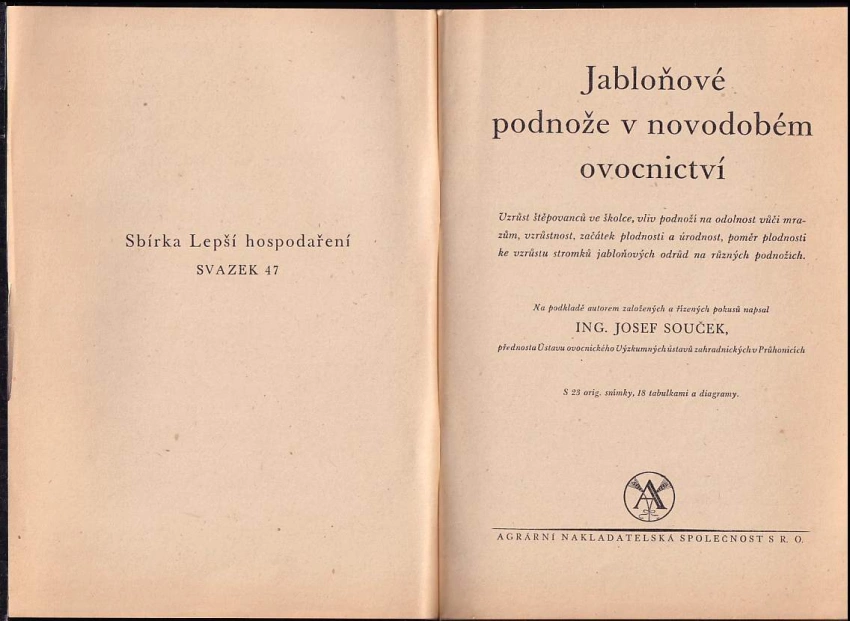 Sbírka Lepší hospodaření
SVAZEK 47
Jabloňové
podnože v novodobém
ovocnictví
Vzrůst štěpovanců ve školce, vliv podnoží na odolnost vůči mra-
zům, vzrůstnost, začátek plodnosti a úrodnost, poměr plodnosti
ke vzrůstu stromků jabloňových odrůd na různých podnožích.
Na podkladě autorem založených a řízených pokusů napsal
ING. JOSEF SOUČEK,
přednosta Ústavu ovocnického Výzkumných ústavů zahradnických v Průhonicích
S 23 orig. snímky, 18 tabulkami a diagramy.
A
AGRÁRNÍ NAKLADATELSKÁ SPOLEČNOST S R. O.